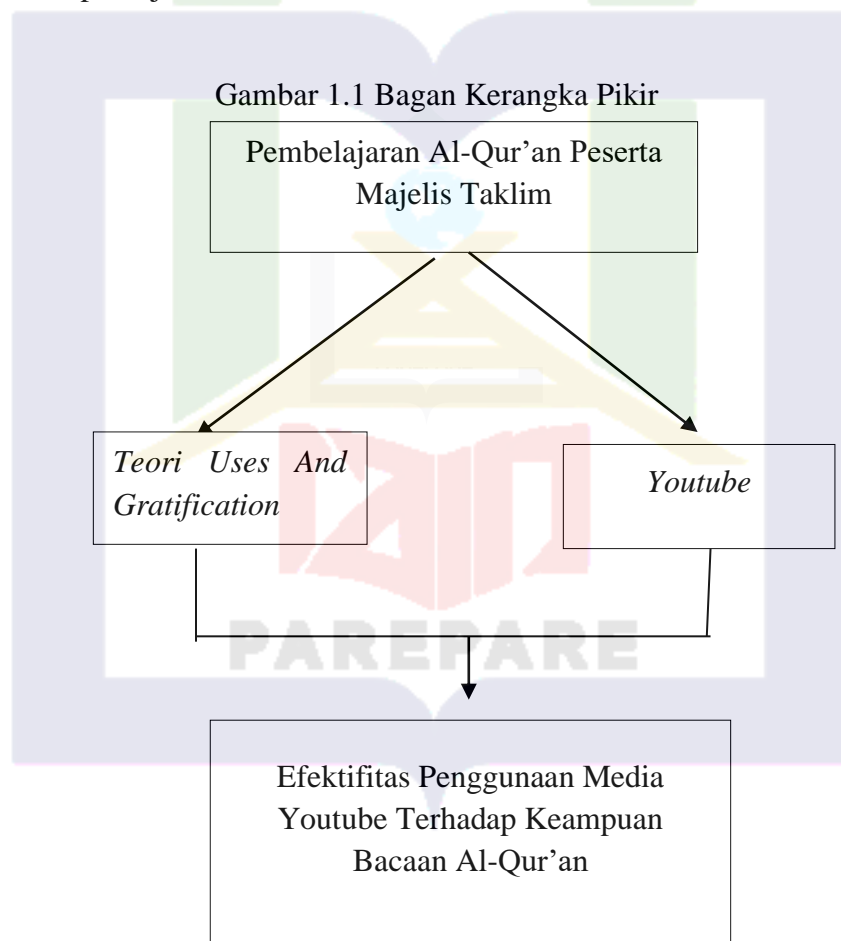 Gambar 1.1 Bagan Kerangka Pikir
Pembelajaran Al-Qur’an Peserta
Majelis Taklim
Teori Uses And
Gratification
Youtube
PAREPARE
Efektifitas Penggunaan Media
Youtube Terhadap Keampuan
Bacaan Al-Qur’an